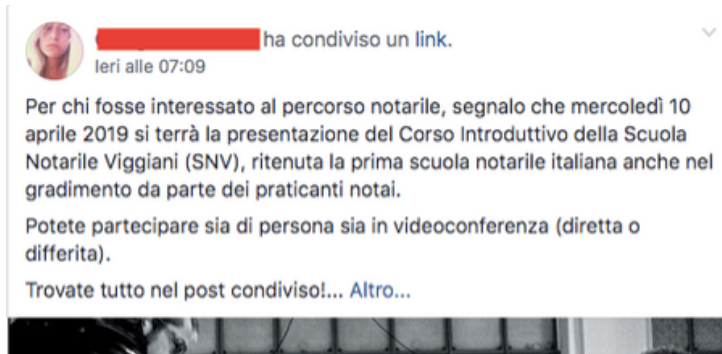 ha condiviso un link.
Ieri alle 07:09
Per chi fosse interessato al percorso notarile, segnalo che mercoledì 10
aprile 2019 si terrà la presentazione del Corso Introduttivo della Scuola
Notarile Viggiani (SNV), ritenuta la prima scuola notarile italiana anche nel
gradimento da parte dei praticanti notai.
Potete partecipare sia di persona sia in videoconferenza (diretta o
differita).
Trovate tutto nel post condiviso!... Altro...